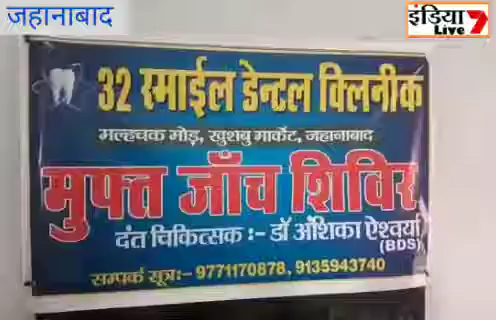 जहानाबाद
इंडिया
Live 7
32 स्माईल डेन्टल क्लिनीक
मल्हचक मोड़, खुशबु मार्केट, जहानाबाद
मुफ्त जाँच शिविर
दंत चिकित्सक :- डॉ अंशिका ऐश्वर्या
(BDS)
सम्पर्क सूत्रः- 9771170878, 9135943740